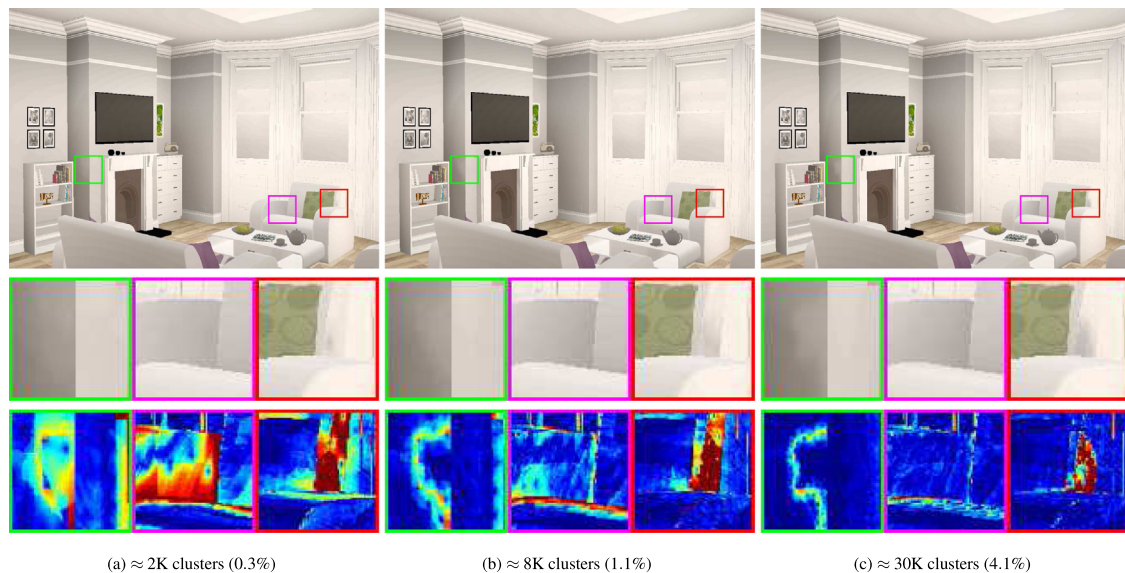 (a) ≈ 2K clusters (0.3%)
(b) ≈ 8K clusters (1.1%)
(c) ≈ 30K clusters (4.1%)